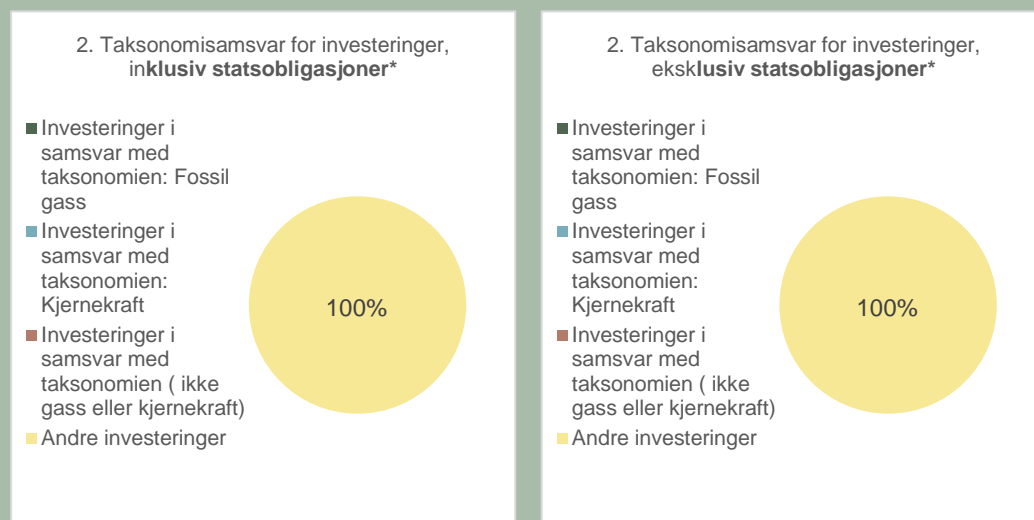 2. Taksonomisamsvar for investeringer,
inklusiv statsobligasjoner*
Investeringer i
samsvar med
taksonomien: Fossil
gass
Investeringer i
samsvar med
taksonomien:
Kjernekraft
Investeringer i
samsvar med
taksonomien ( ikke
gass eller kjernekraft)
Andre investeringer
100%
2. Taksonomisamsvar for investeringer,
eksklusiv statsobligasjoner*
Investeringer i
samsvar med
taksonomien: Fossil
gass
Investeringer i
samsvar med
taksonomien:
Kjernekraft
Investeringer i
samsvar med
taksonomien ( ikke
gass eller kjernekraft)
Andre investeringer
100%